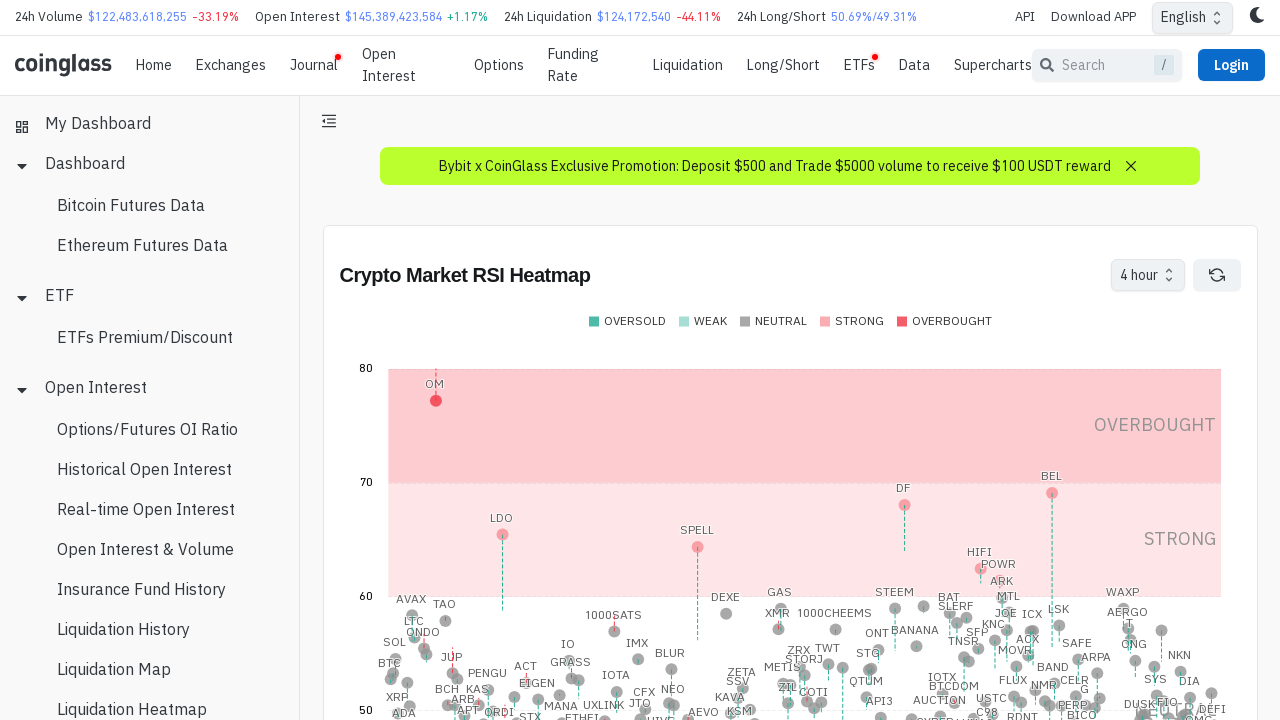 24h Volume $122,483,618,255 -33.19% Open Interest $145,389,423,584 +1.17% 24h Liquidation $124,172,540 -44.11% 24h Long/Short 50.69%/49.31% API Download APP English
coinglass Home Exchanges Journal Open Interest Options Funding Rate Liquidation Long/Short ETFs Data Supercharts Search / Login
My Dashboard
Dashboard
Bitcoin Futures Data
Ethereum Futures Data
ETF
ETFs Premium/Discount
Open Interest
Options/Futures OI Ratio
Historical Open Interest
Real-time Open Interest
Open Interest & Volume
Insurance Fund History
Liquidation History
Liquidation Map
Liquidation Heatmap
Bybit x CoinGlass Exclusive Promotion: Deposit $500 and Trade $5000 volume to receive $100 USDT reward
Crypto Market RSI Heatmap
4 hour
OVERSOLD WEAK NEUTRAL STRONG OVERBOUGHT
80
OM
OVERBOUGHT
70
BEL
DF
LDO
SPELL
STRONG
HIFI
POWR
ARK
60
AVAX TAO DEXE GAS STEEM BAT MTL WAXP
SLERF
LTC 1000SATS XMR 1000CHEEMS JOE ICX LSK AERGO
ONDO KNC
SOL IO IMX ONT BANANA SFP ACX SAFE ONG
TNSR
JUP BLUR ZRX TWT STG MOVR ARPA NKN
BTC GRASS STORJ
PENGU ACT METIS BAND
ZETA IOTX FLUX CELR SYS DIA
EIGEN IOTA SSV QTUM BTCDOM NMR
BCH KAS CFX NEO ZIL COTI
XRP ARB KAVA API3 AUCTION USTC PERP DUSK
ADA ORDI MANA UXLINK JTO AEVO KSM C98 BICO DEFI
50
STX ETHFI